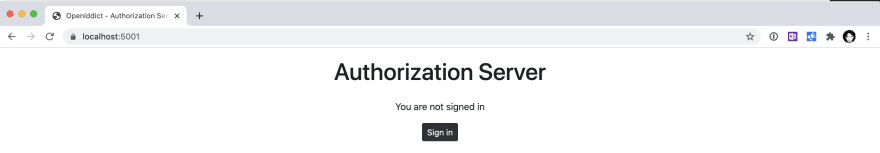 OpenIddict - Authorization Ser
localhost:5001
Authorization Server
You are not signed in
Sign in